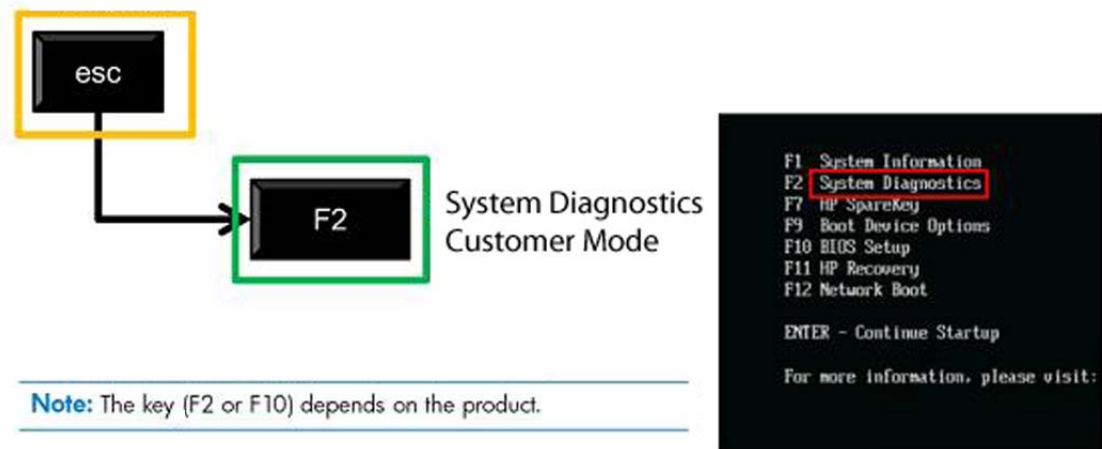 esc
F2
System Diagnostics
Customer Mode
Note: The key (F2 or F10) depends on the product.
F1 System Information
F2 System Diagnostics
F7 HP SpareKey
F9 Boot Device Options
F10 BIOS Setup
F11 HP Recovery
F12 Network Boot
ENTER - Continue Startup
For more information, please visit: